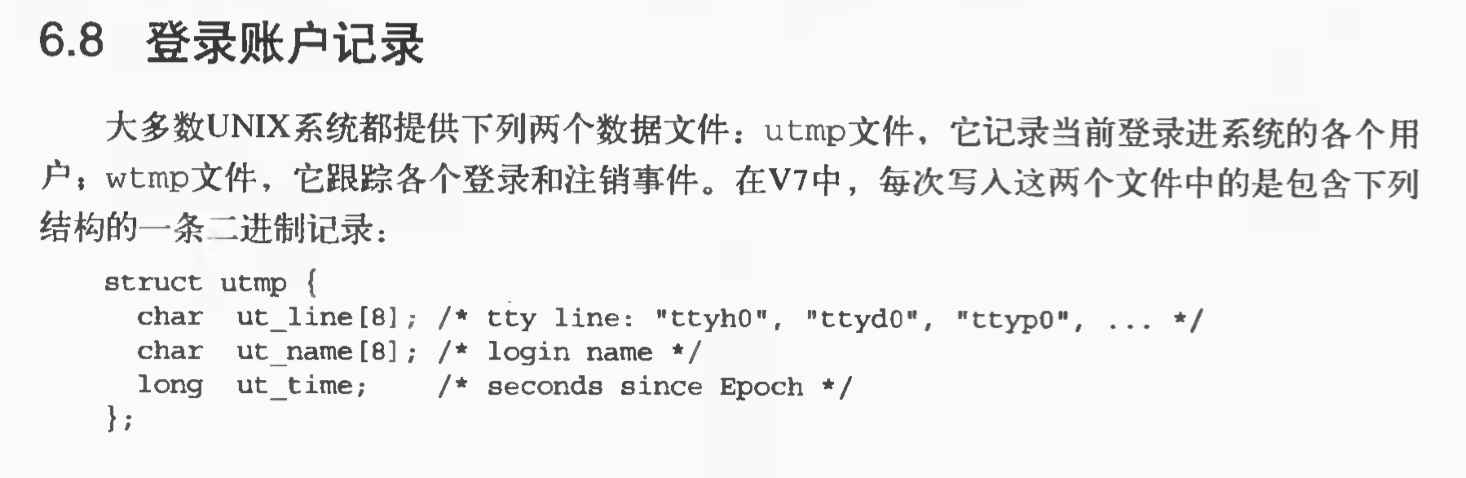 6.8 登录账户记录
大多数UNIX系统都提供下列两个数据文件：utmp文件，它记录当前登录进系统的各个用
户；wtmp文件，它跟踪各个登录和注销事件。在V7中，每次写入这两个文件中的是包含下列
结构的一条二进制记录：
struct utmp {
  char  ut_line[8]; /* tty line: "ttyh0", "ttyd0", "ttyp0", ... */
  char  ut_name[8]; /* login name */
  long  ut_time;    /* seconds since Epoch */
};